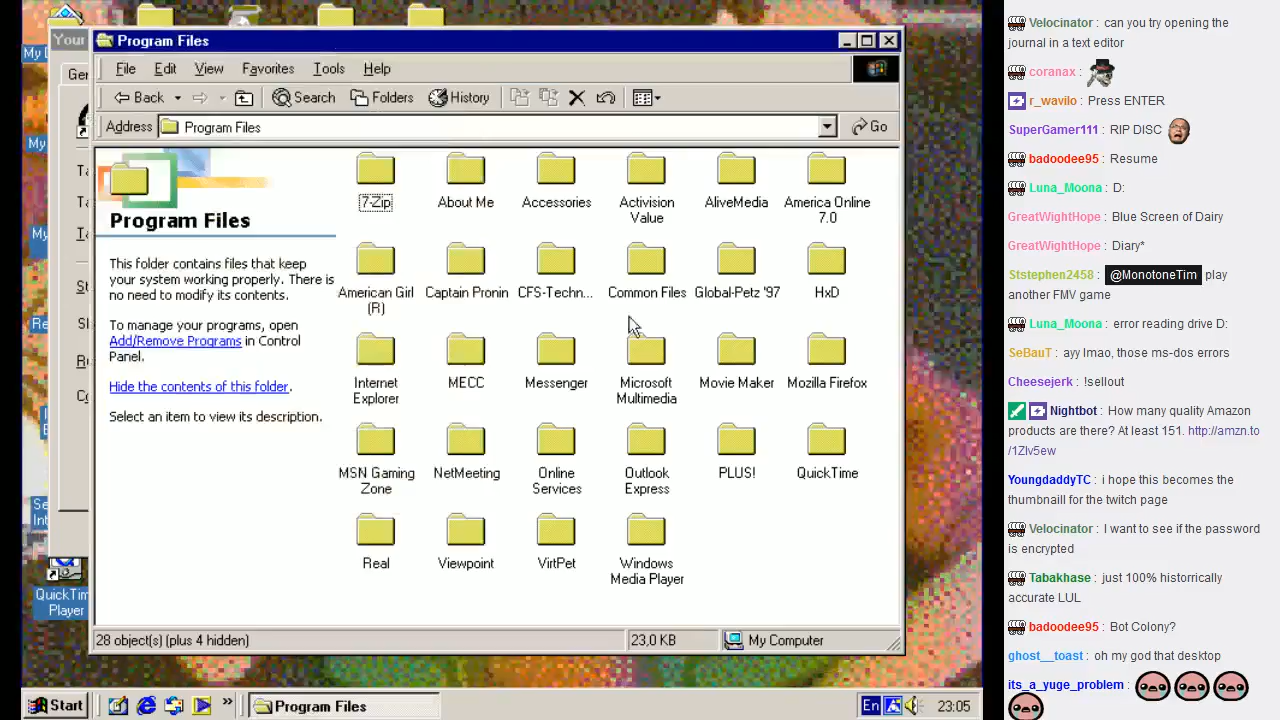 Your
Program Files
File Edit View Favorites Tools Help
Back Search Folders History
Address Program Files Go
Program Files
This folder contains files that keep
your system working properly. There is
no need to modify its contents.
To manage your programs, open
Add/Remove Programs in Control
Panel.
Hide the contents of this folder.
Select an item to view its description.
7-Zip
About Me
Accessories
Activision
Value
AliveMedia
America Online
7.0
American Girl
(R)
Captain Pronin
CFS-Techn...
Common Files
Global-Petz '97
HxD
Internet
Explorer
MECC
Messenger
Microsoft
Multimedia
Movie Maker
Mozilla Firefox
MSN Gaming
Zone
NetMeeting
Online
Services
Outlook
Express
PLUS!
QuickTime
Real
Viewpoint
VirtPet
Windows
Media Player
28 object(s) (plus 4 hidden) 23,0 KB My Computer
Player
Start Program Files En 23:05
Velocinator : can you try opening the
journal in a text editor
coranax :
r_wavilo : Press ENTER
SuperGamer111 : RIP DISC
badoodee95 : Resume
Luna_Moona : D:
GreatWightHope : Blue Screen of Dairy
GreatWightHope : Diary*
Ststephen2458 : @MonotoneTim play
another FMV game
Luna_Moona : error reading drive D:
SeBauT : ayy lmao, those ms-dos errors
Cheesejerk : !sellout
Nightbot : How many quality Amazon
products are there? At least 151. http://amzn.to
/1Zlv5ew
YoungdaddyTC : i hope this becomes the
thumbnaill for the twitch page
Velocinator : I want to see if the password
is encrypted
Tabakhase : just 100% historically
accurate LUL
badoodee95 : Bot Colony?
ghost__toast : oh my god that desktop
its_a_yuge_problem :